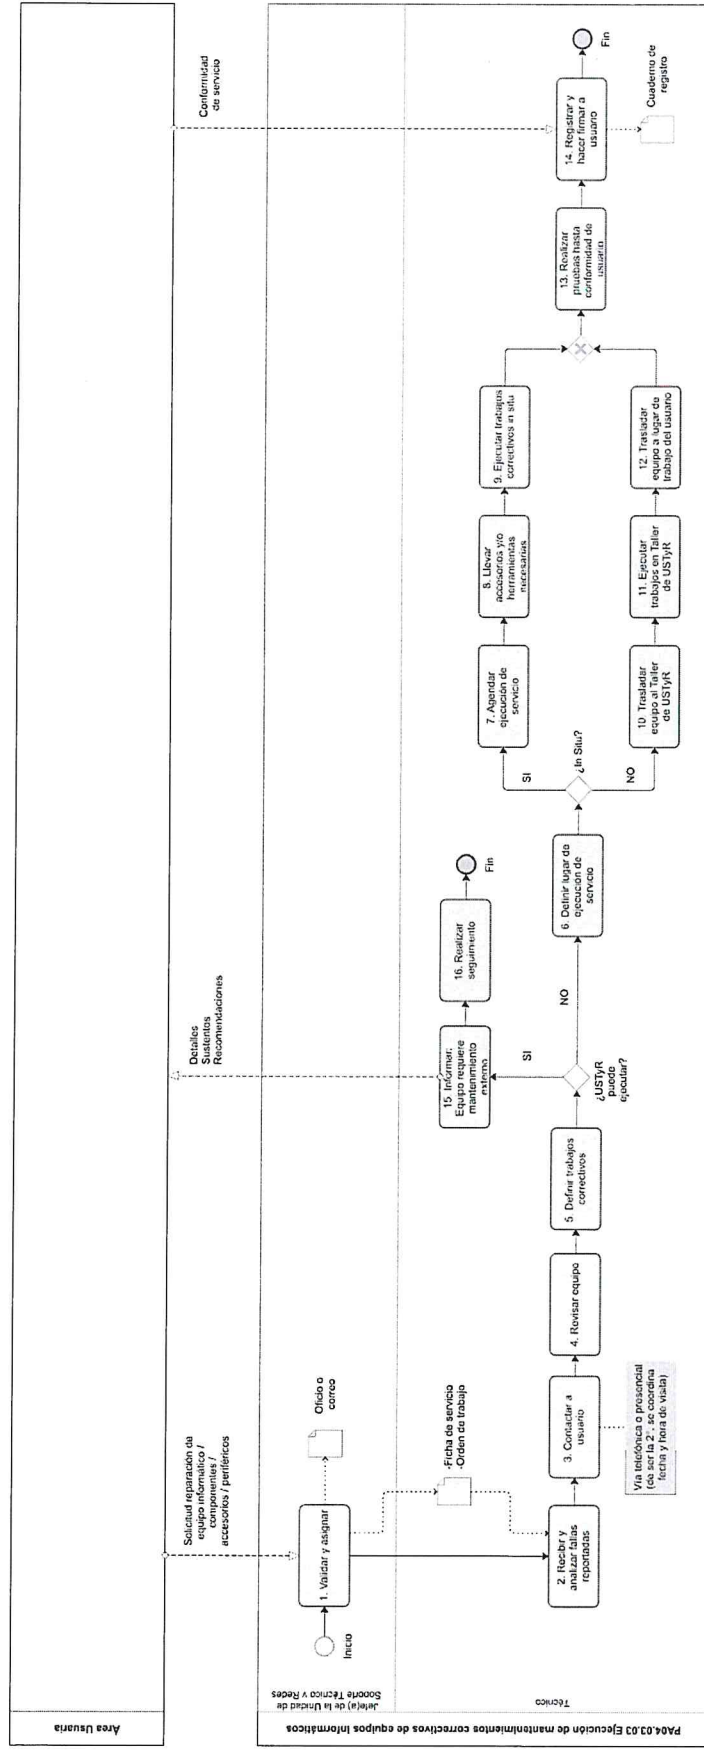 Área Usuaria
Solicitud reparación de
equipo informático /
componentes /
accesorios / periféricos
Detalles
Sustentos
Recomendaciones
Conformidad
de servicio
PA04.03.03 Ejecución de mantenimientos correctivos de equipos informáticos
Jefe(a) de la Unidad de
Soporte Técnico y Redes
Inicio
1. Validar y asignar
Oficio o
correo
-Ficha de servicio
-Orden de trabajo
Técnico
2. Recibir y
analizar fallas
reportadas
3. Contactar a
usuario
Vía telefónica o presencial
(de ser la 2°, se coordina
fecha y hora de visita)
4. Revisar equipo
5. Definir trabajos
correctivos
¿USTyR
puede
ejecutar?
SI
15. Informar:
Equipo requiere
mantenimiento
externo
16. Realizar
seguimiento
Fin
NO
6. Definir lugar de
ejecución de
servicio
¿In Situ?
SI
7. Agendar
ejecución de
servicio
8. Llevar
accesorios y/o
herramientas
necesarias
9. Ejecutar trabajos
correctivos in situ
NO
10. Trasladar
equipo al Taller
de USTyR
11. Ejecutar
trabajos en Taller
de USTyR
12. Trasladar
equipo a lugar de
trabajo del usuario
13. Realizar
pruebas hasta
conformidad de
usuario
14. Registrar y
hacer firmar a
usuario
Cuaderno de
registro
Fin